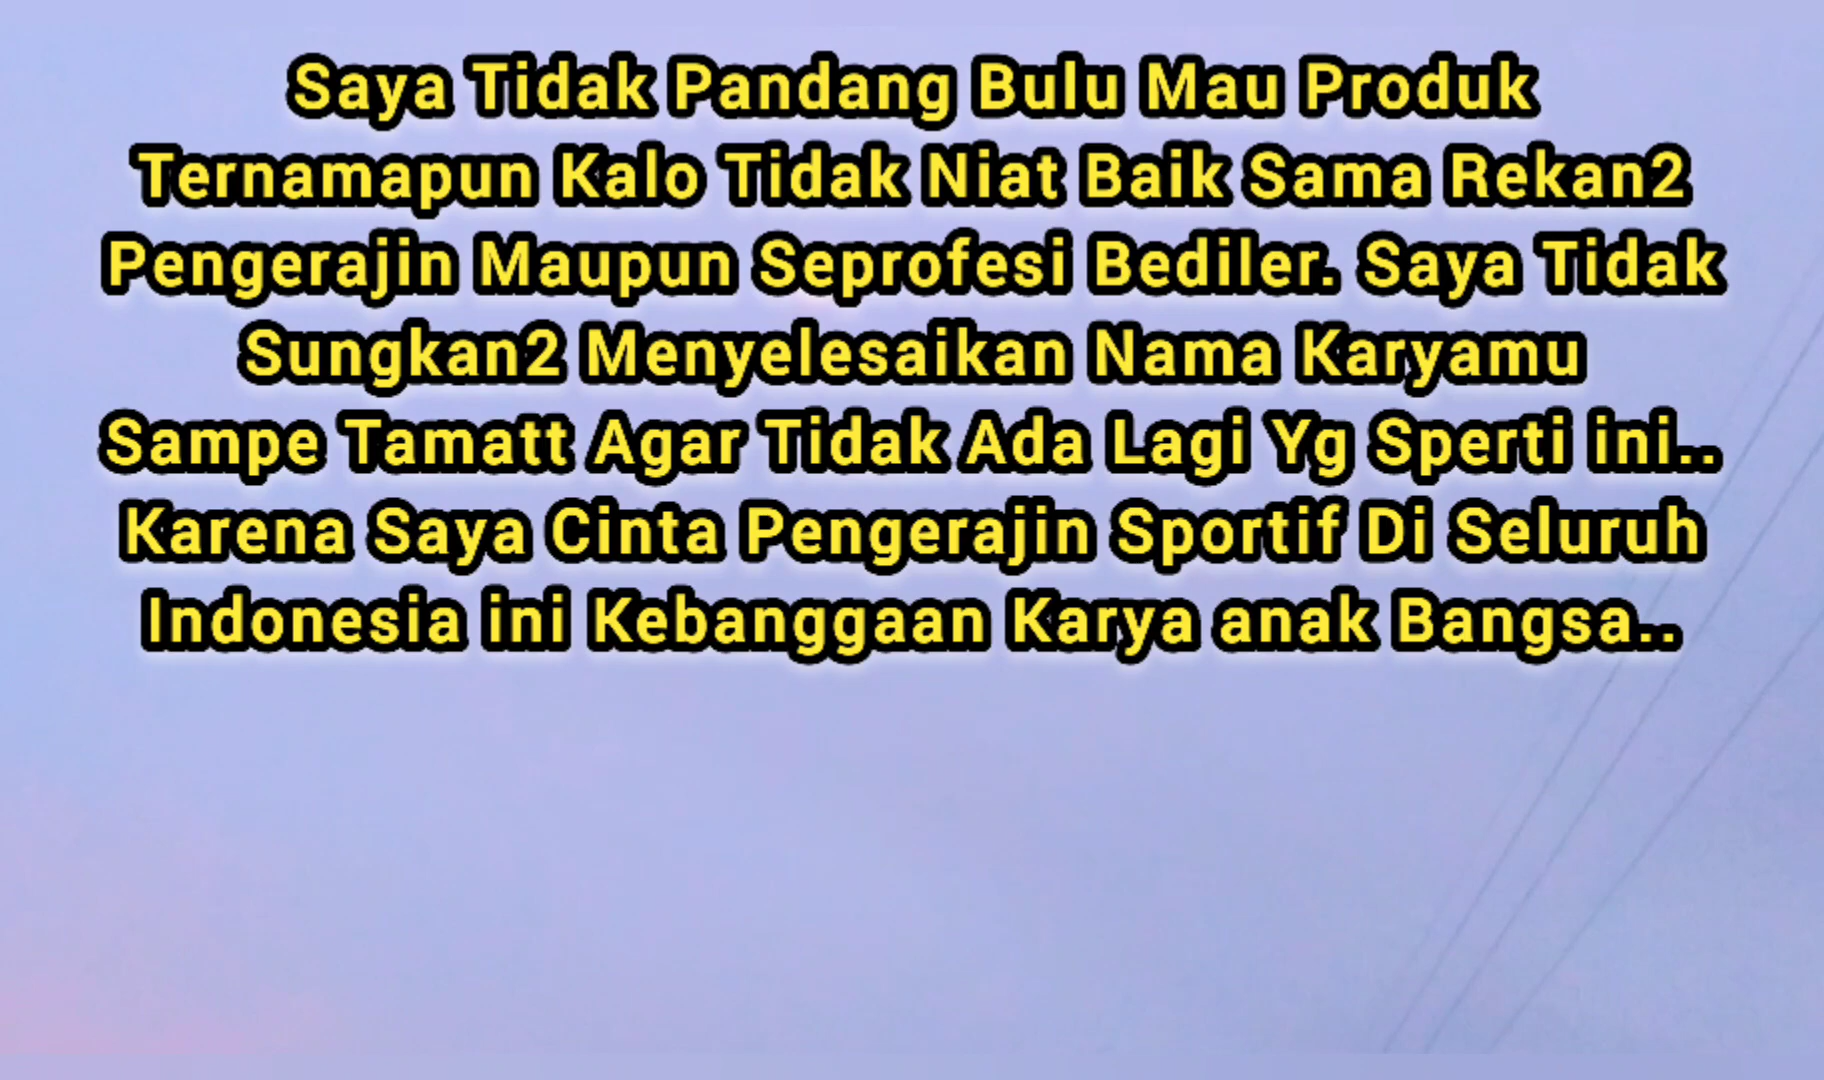 Saya Tidak Pandang Bulu Mau Produk
Ternamapun Kalo Tidak Niat Baik Sama Rekan2
Pengerajin Maupun Seprofesi Bediler. Saya Tidak
Sungkan2 Menyelesaikan Nama Karyamu
Sampe Tamatt Agar Tidak Ada Lagi Yg Sperti ini..
Karena Saya Cinta Pengerajin Sportif Di Seluruh
Indonesia ini Kebanggaan Karya anak Bangsa..